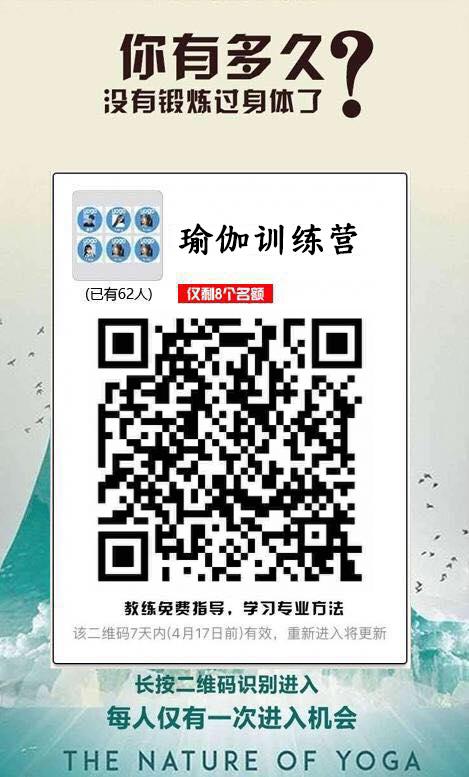 你有多久?
没有锻炼过身体了
瑜伽训练营
(已有62人)
仅剩8个名额
教练免费指导，学习专业方法
该二维码7天内(4月17日前)有效，重新进入将更新
长按二维码识别进入
每人仅有一次进入机会
THE NATURE OF YOGA